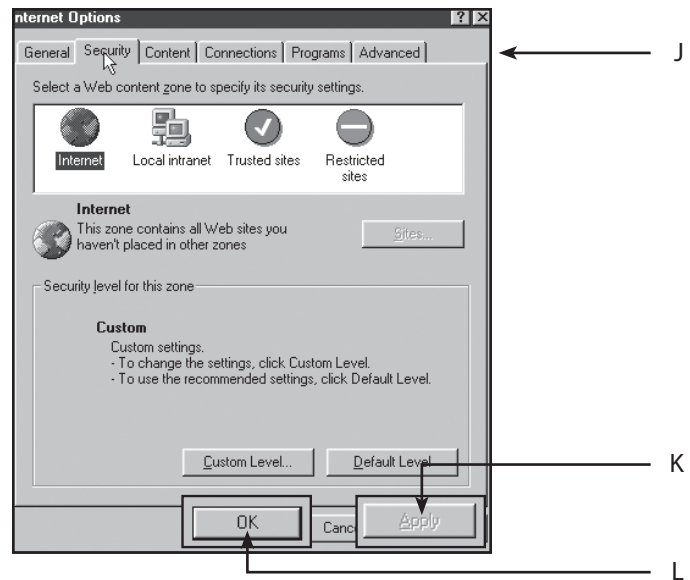 nternet Options
General Security Content Connections Programs Advanced
J
Select a Web content zone to specify its security settings.
Internet Local intranet Trusted sites Restricted sites
Internet
This zone contains all Web sites you
haven't placed in other zones
Sites...
Security level for this zone
Custom
Custom settings.
- To change the settings, click Custom Level.
- To use the recommended settings, click Default Level.
Custom Level... Default Level
K
OK Canc Apply
L